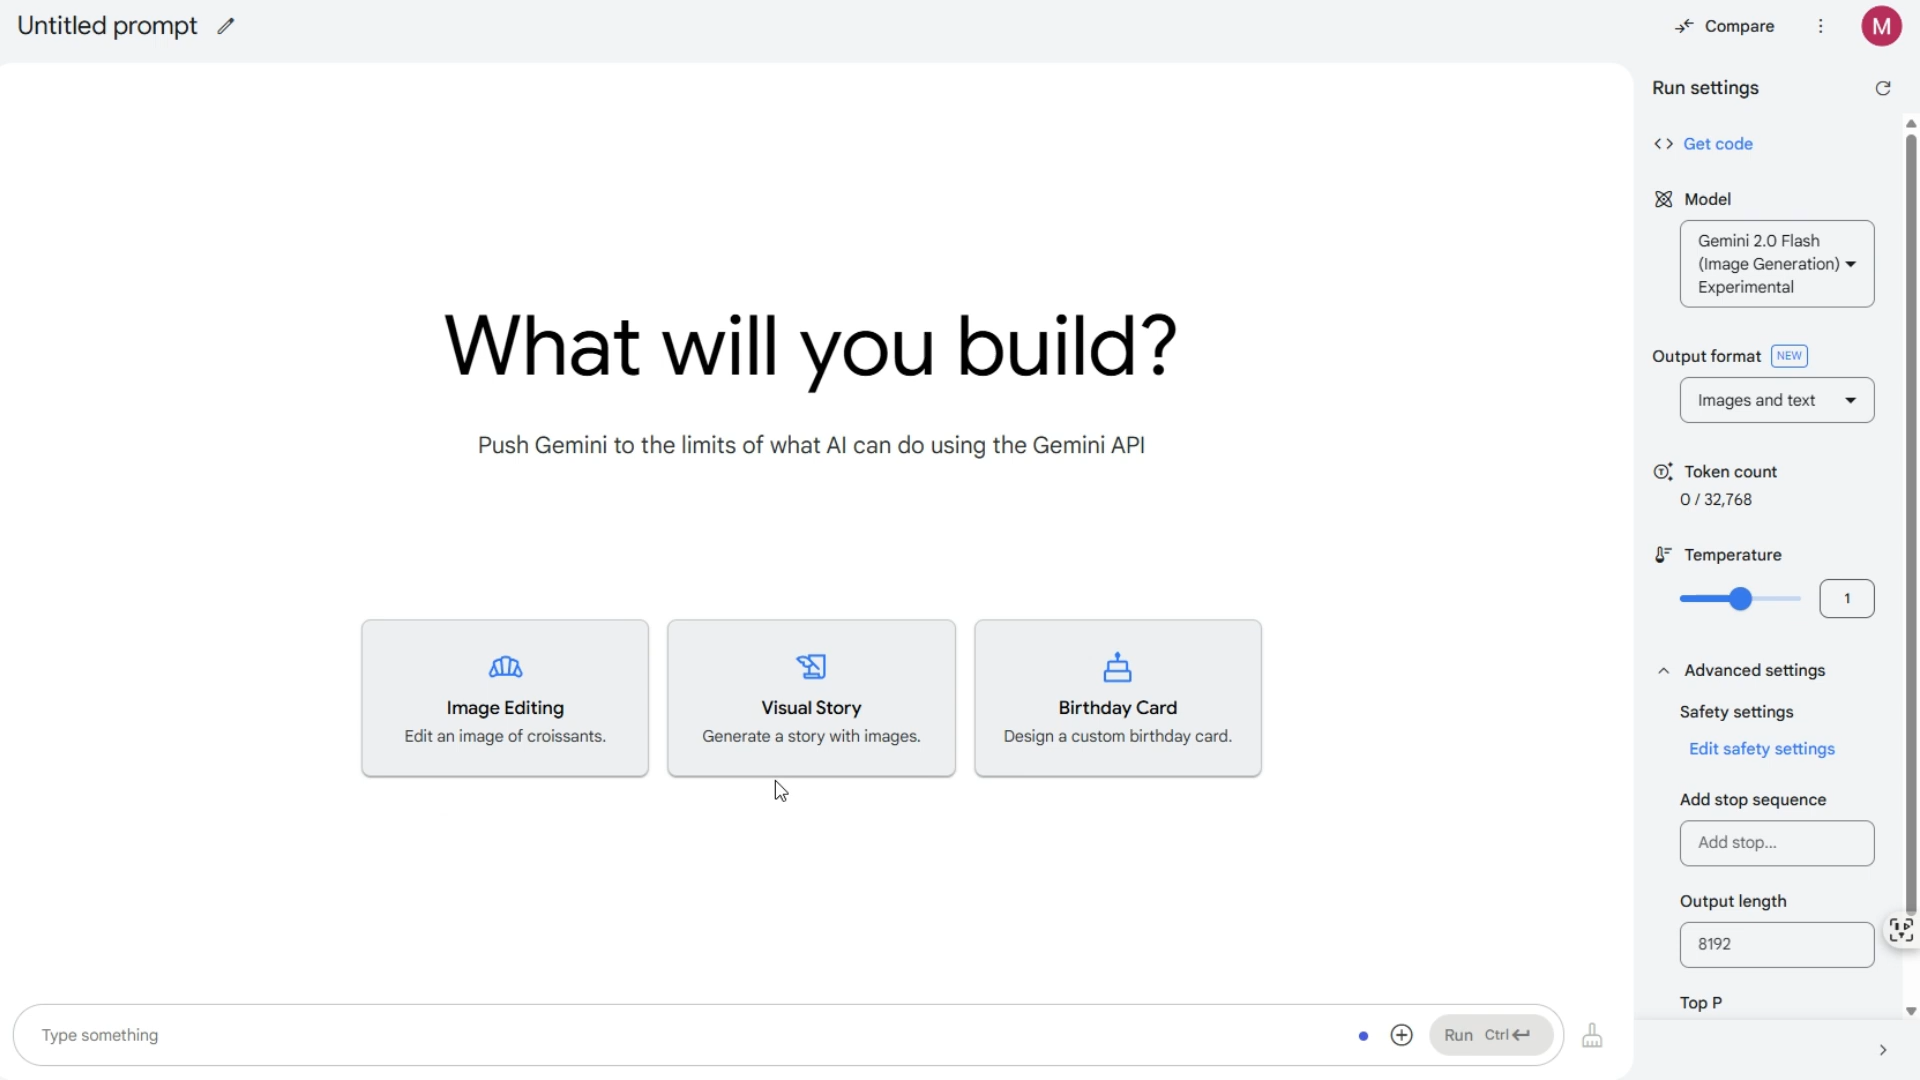 Untitled prompt
Compare
M
Run settings
Get code
Model
Gemini 2.0 Flash
(Image Generation)
Experimental
Output format NEW
Images and text
Token count
0 / 32,768
Temperature
1
Advanced settings
Safety settings
Edit safety settings
Add stop sequence
Add stop...
Output length
8192
Top P
What will you build?
Push Gemini to the limits of what AI can do using the Gemini API
Image Editing
Edit an image of croissants.
Visual Story
Generate a story with images.
Birthday Card
Design a custom birthday card.
Type something
Run Ctrl